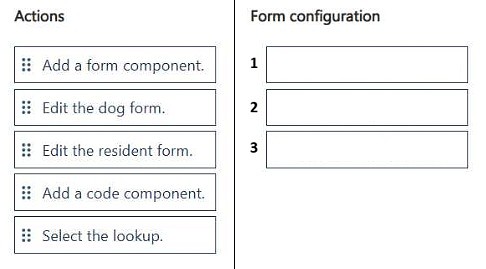 Actions
Form configuration
Add a form component.
1
Edit the dog form.
2
Edit the resident form.
3
Add a code component.
Select the lookup.